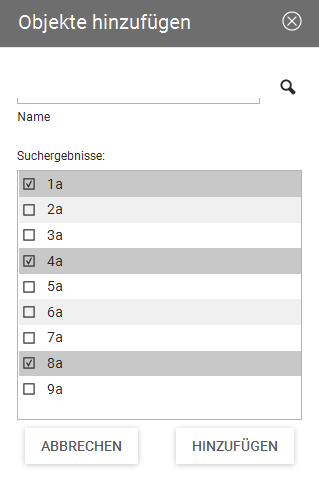 Objekte hinzufügen
Name
Suchergebnisse:
1a
2a
3a
4a
5a
6a
7a
8a
9a
ABBRECHEN HINZUFÜGEN